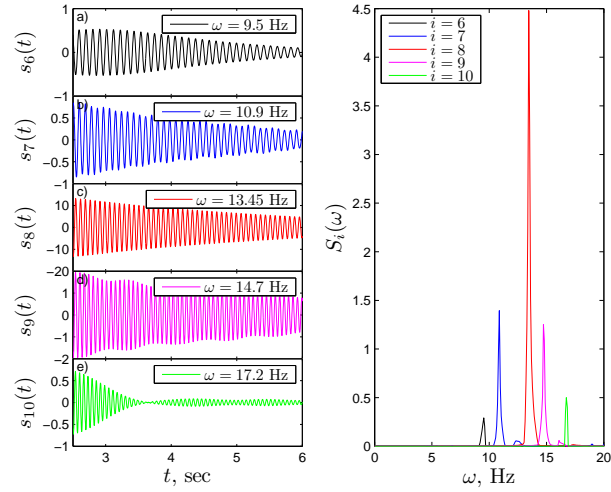 a)
ω = 9.5 Hz
s6(t)
1
0
−1
b)
ω = 10.9 Hz
s7(t)
0.5
0
−0.5
1
c)
ω = 13.45 Hz
s8(t)
10
0
−10
−20
d)
ω = 14.7 Hz
s9(t)
1
0
−1
−2
e)
ω = 17.2 Hz
s10(t)
0.5
0
−0.5
−1
3
4
5
6
t, sec
i = 6
i = 7
i = 8
i = 9
i = 10
Si(ω)
4.5
4
3.5
3
2.5
2
1.5
1
0.5
0
0
5
10
15
20
ω, Hz